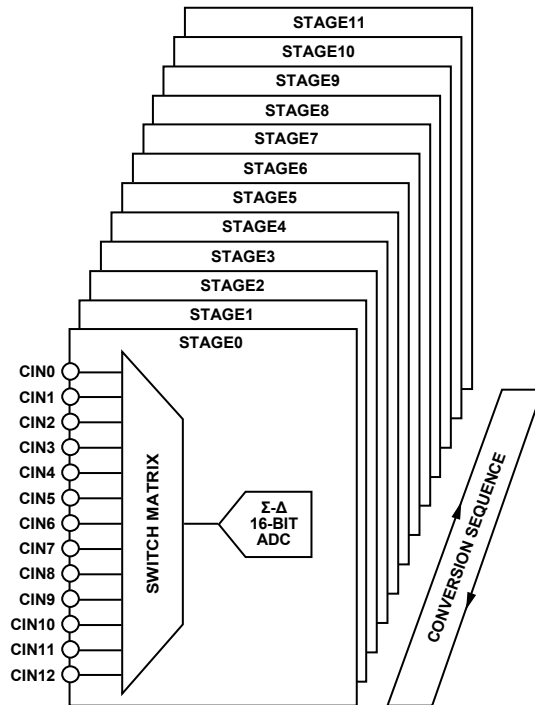 STAGE11
STAGE10
STAGE9
STAGE8
STAGE7
STAGE6
STAGE5
STAGE4
STAGE3
STAGE2
STAGE1
STAGE0
CIN0
CIN1
CIN2
CIN3
CIN4
CIN5
CIN6
CIN7
CIN8
CIN9
CIN10
CIN11
CIN12
SWITCH MATRIX
Σ-Δ
16-BIT
ADC
CONVERSION SEQUENCE